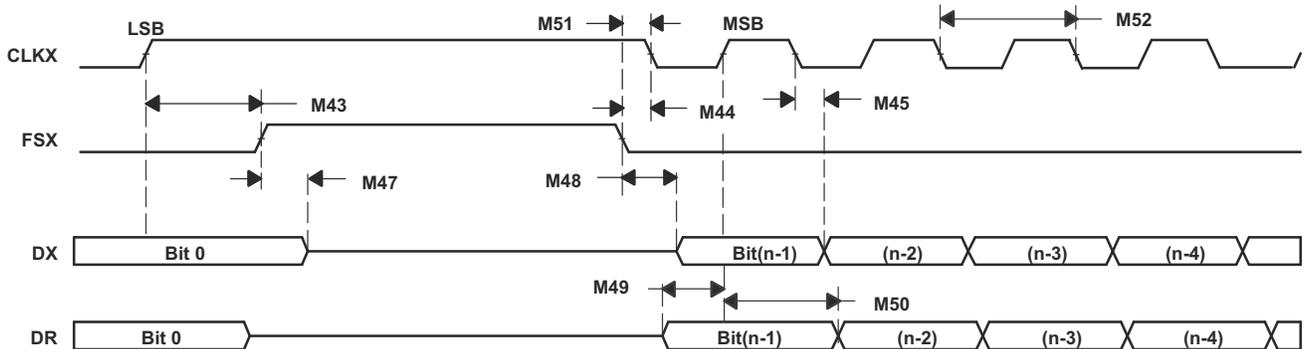 LSB
M51
MSB
M52
CLKX
M43
M44
M45
FSX
M47
M48
DX
Bit 0
Bit(n-1)
(n-2)
(n-3)
(n-4)
M49
M50
DR
Bit 0
Bit(n-1)
(n-2)
(n-3)
(n-4)